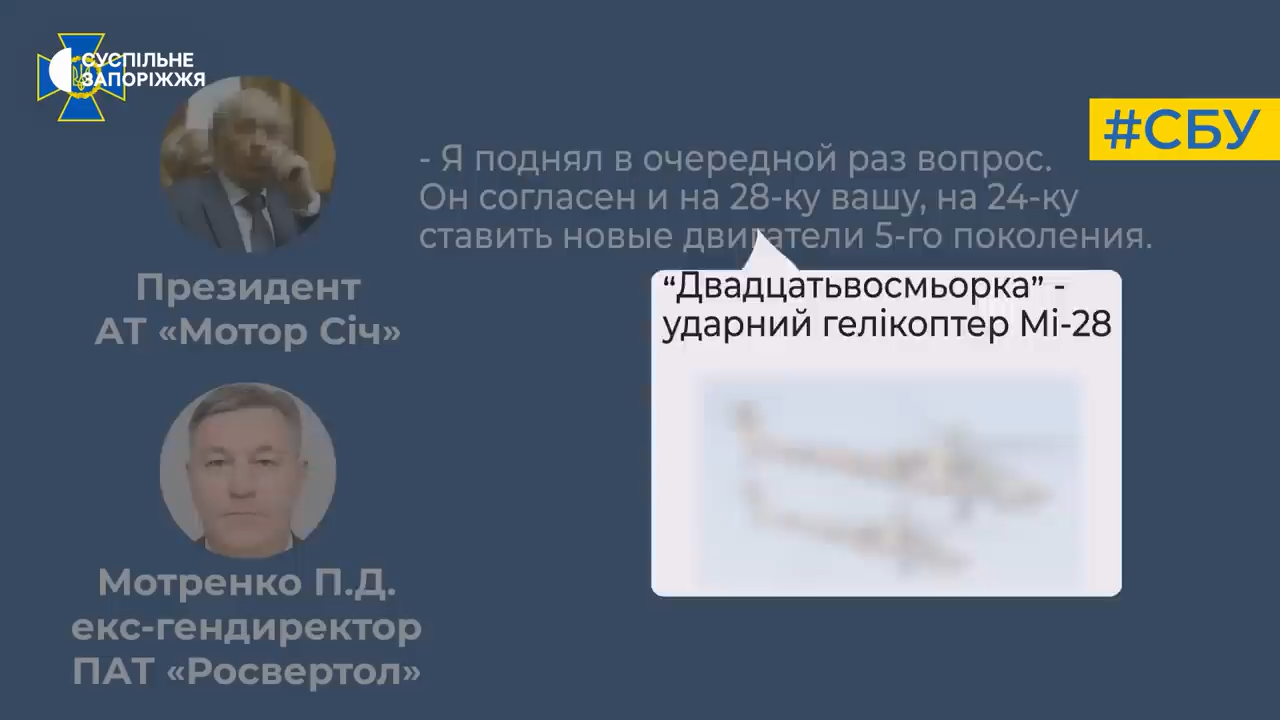 СУСПІЛЬНЕ
ЗАПОРІЖЖЯ
#СБУ
- Я поднял в очередной раз вопрос.
Он согласен и на 28-ку вашу, на 24-ку
ставить новые двигатели 5-го поколения.
Президент
АТ «Мотор Січ»
“Двадцатьвосмьорка” -
ударний гелікоптер Мі-28
Мотренко П.Д.
екс-гендиректор
ПАТ «Росвертол»